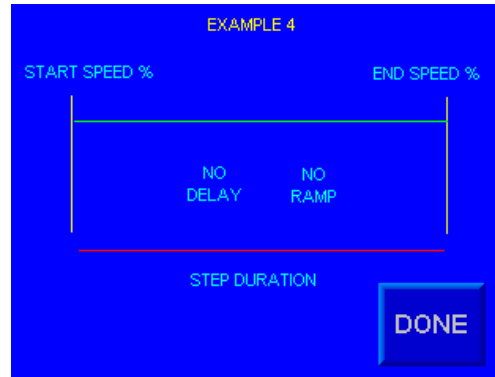 EXAMPLE 4
START SPEED %
END SPEED %
NO DELAY
NO RAMP
STEP DURATION
DONE